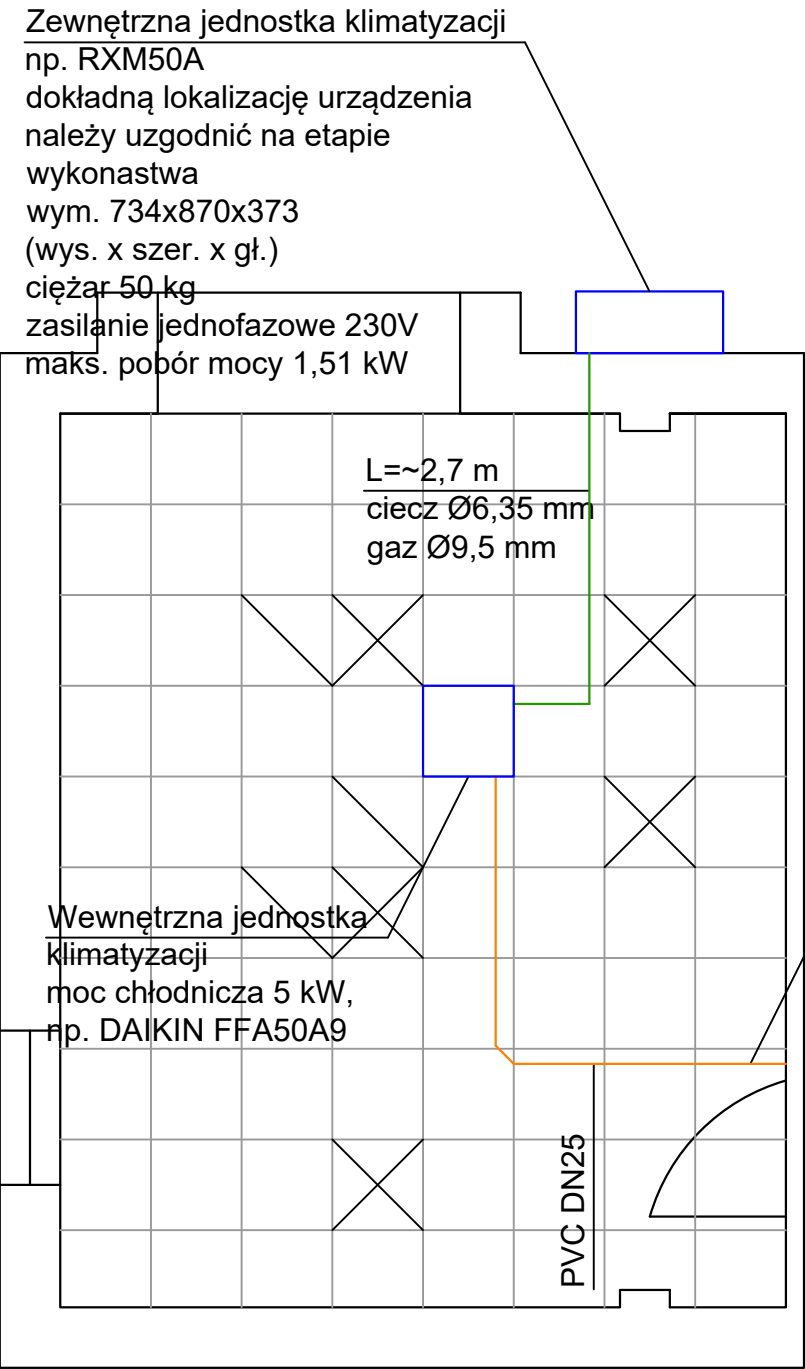 Zewnętrzna jednostka klimatyzacji
np. RXM50A
dokładną lokalizację urządzenia
należy uzgodnić na etapie
wykonastwa
wym. 734x870x373
(wys. x szer. x gł.)
ciężar 50 kg
zasilanie jednofazowe 230V
maks. pobór mocy 1,51 kW
L=~2,7 m
ciecz Ø6,35 mm
gaz Ø9,5 mm
Wewnętrzna jednostka
klimatyzacji
moc chłodnicza 5 kW,
np. DAIKIN FFA50A9
PVC DN25